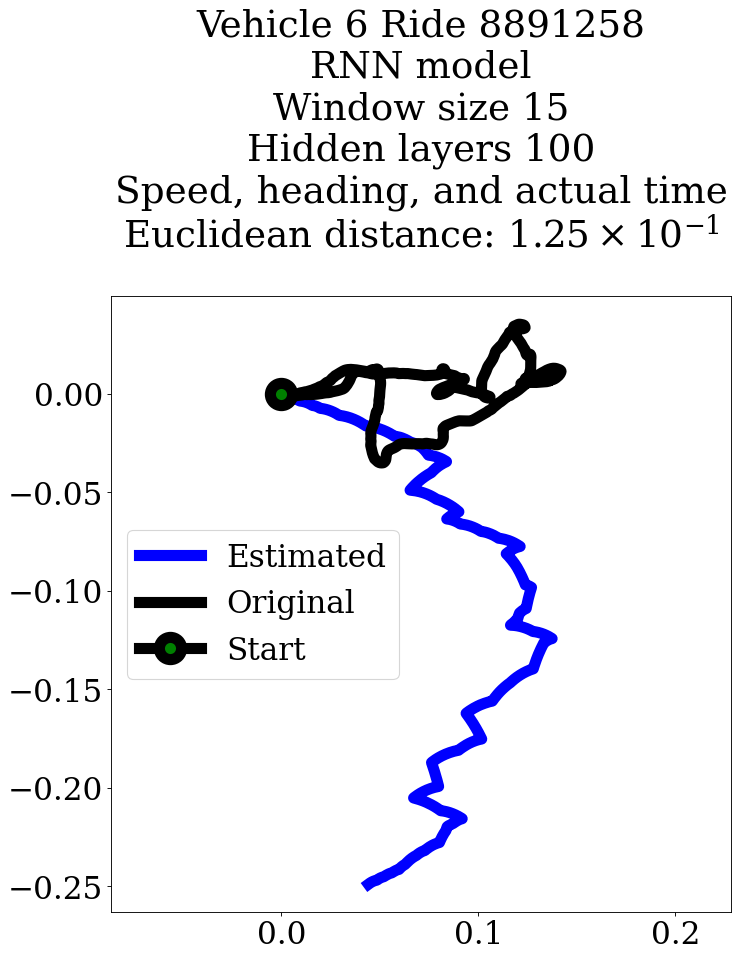 Vehicle 6 Ride 8891258
RNN model
Window size 15
Hidden layers 100
Speed, heading, and actual time
Euclidean distance: 1.25 × 10⁻¹
0.00
−0.05
−0.10
−0.15
−0.20
−0.25
Estimated
Original
Start
0.0 0.1 0.2